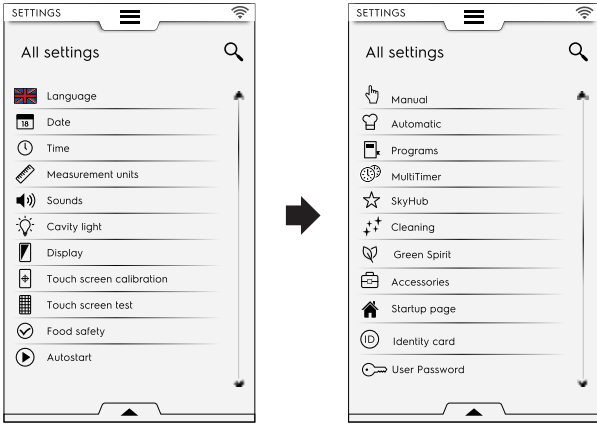 SETTINGS
All settings
Language
18 Date
Time
Measurement units
Sounds
Cavity light
Display
Touch screen calibration
Touch screen test
Food safety
Autostart
SETTINGS
All settings
Manual
Automatic
Programs
MultiTimer
SkyHub
Cleaning
Green Spirit
Accessories
Startup page
ID Identity card
User Password